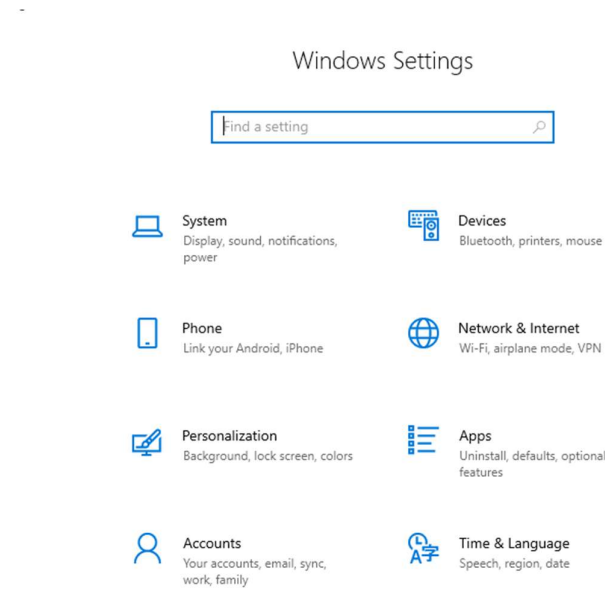 Windows Settings
Find a setting
System
Display, sound, notifications,
power
Devices
Bluetooth, printers, mouse
Phone
Link your Android, iPhone
Network & Internet
Wi-Fi, airplane mode, VPN
Personalization
Background, lock screen, colors
Apps
Uninstall, defaults, optional
features
Accounts
Your accounts, email, sync,
work, family
Time & Language
Speech, region, date